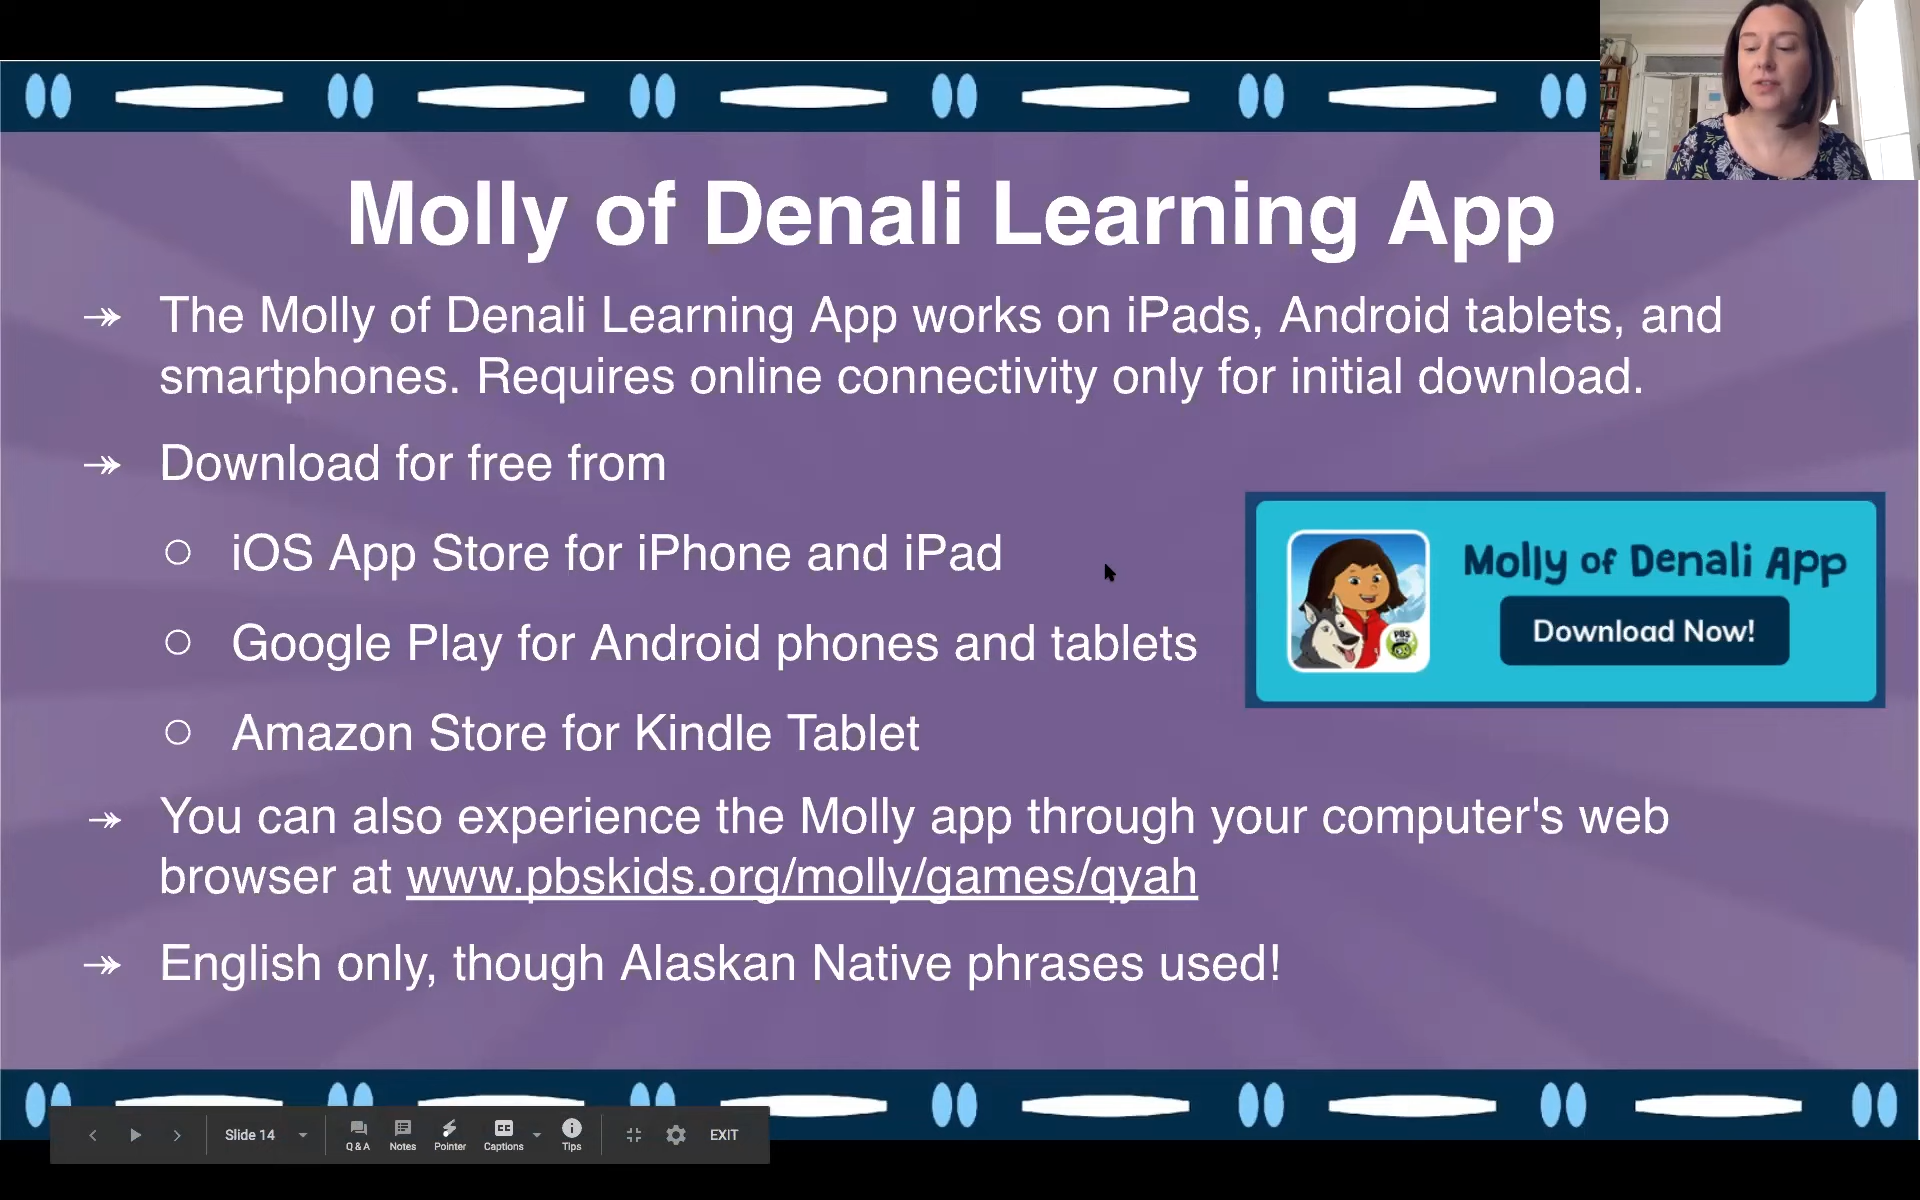 Molly of Denali Learning App
↠ The Molly of Denali Learning App works on iPads, Android tablets, and
smartphones. Requires online connectivity only for initial download.
↠ Download for free from
○ iOS App Store for iPhone and iPad
○ Google Play for Android phones and tablets
○ Amazon Store for Kindle Tablet
Molly of Denali App
Download Now!
PBS
↠ You can also experience the Molly app through your computer's web
browser at www.pbskids.org/molly/games/qyah
↠ English only, though Alaskan Native phrases used!
Slide 14
Q & A
Notes
Pointer
CC
Captions
Tips
EXIT